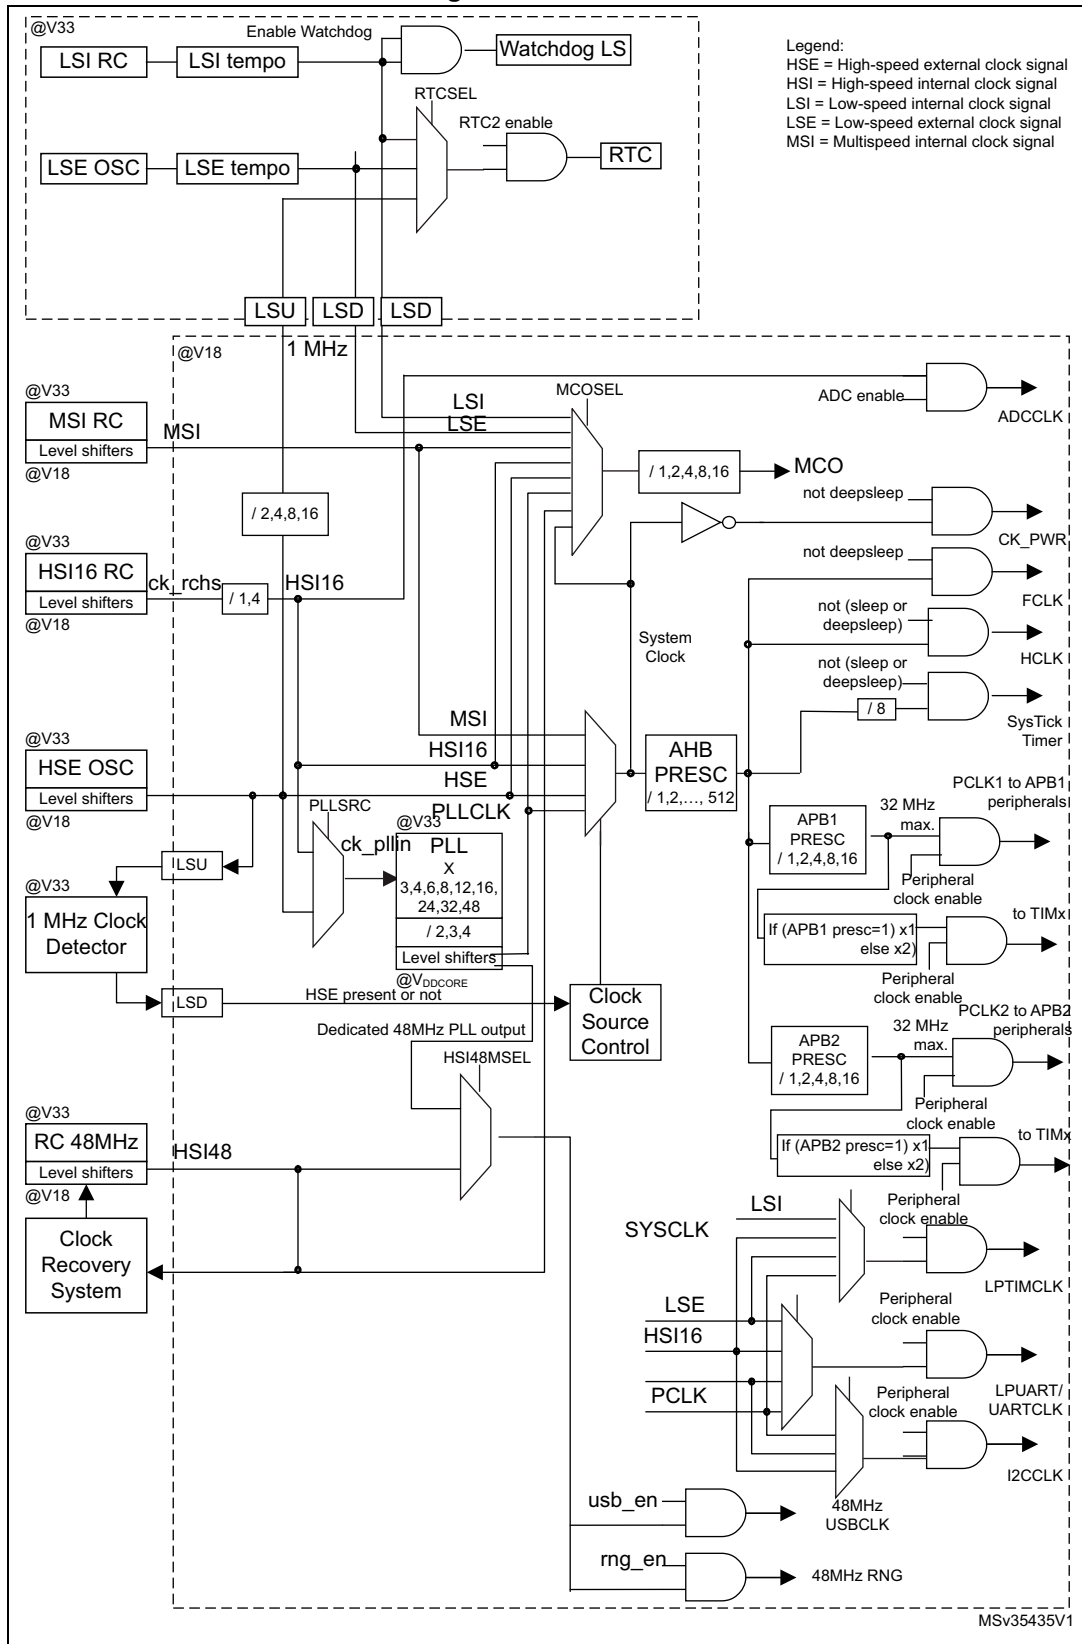 @V33
Enable Watchdog
LSI RC
LSI tempo
Watchdog LS
Legend:
HSE = High-speed external clock signal
HSI = High-speed internal clock signal
LSI = Low-speed internal clock signal
LSE = Low-speed external clock signal
MSI = Multispeed internal clock signal
RTCSEL
RTC2 enable
LSE OSC
LSE tempo
RTC
LSU
LSD
LSD
@V18
1 MHz
@V33
MSI RC
Level shifters
@V18
MSI
LSI
LSE
MCOSEL
ADC enable
ADCCLK
/ 1,2,4,8,16
MCO
/ 2,4,8,16
not deepsleep
CK_PWR
@V33
HSI16 RC
Level shifters
@V18
ck_rchs
/ 1,4
HSI16
not deepsleep
FCLK
not (sleep or
deepsleep)
HCLK
System
Clock
not (sleep or
deepsleep)
/ 8
SysTick
Timer
MSI
HSI16
HSE
PLLCLK
@V33
HSE OSC
Level shifters
@V18
AHB
PRESC
/ 1,2,…, 512
PCLK1 to APB1
peripherals
32 MHz
max.
APB1
PRESC
/ 1,2,4,8,16
Peripheral
clock enable
PLLSRC
ck_pllin
@V33
PLL
X
3,4,6,8,12,16,
24,32,48
/ 2,3,4
Level shifters
@VDDCORE
LSU
@V33
1 MHz Clock
Detector
LSD
HSE present or not
Clock
Source
Control
If (APB1 presc=1) x1
else x2)
to TIMx
Peripheral
clock enable
PCLK2 to APB2
peripherals
32 MHz
max.
APB2
PRESC
/ 1,2,4,8,16
Peripheral
clock enable
Dedicated 48MHz PLL output
HSI48MSEL
to TIMx
If (APB2 presc=1) x1
else x2)
@V33
RC 48MHz
Level shifters
@V18
HSI48
Clock
Recovery
System
Peripheral
clock enable
LSI
SYSCLK
LPTIMCLK
LSE
HSI16
PCLK
Peripheral
clock enable
LPUART/
UARTCLK
Peripheral
clock enable
I2CCLK
usb_en
48MHz
USBCLK
rng_en
48MHz RNG
MSv35435V1